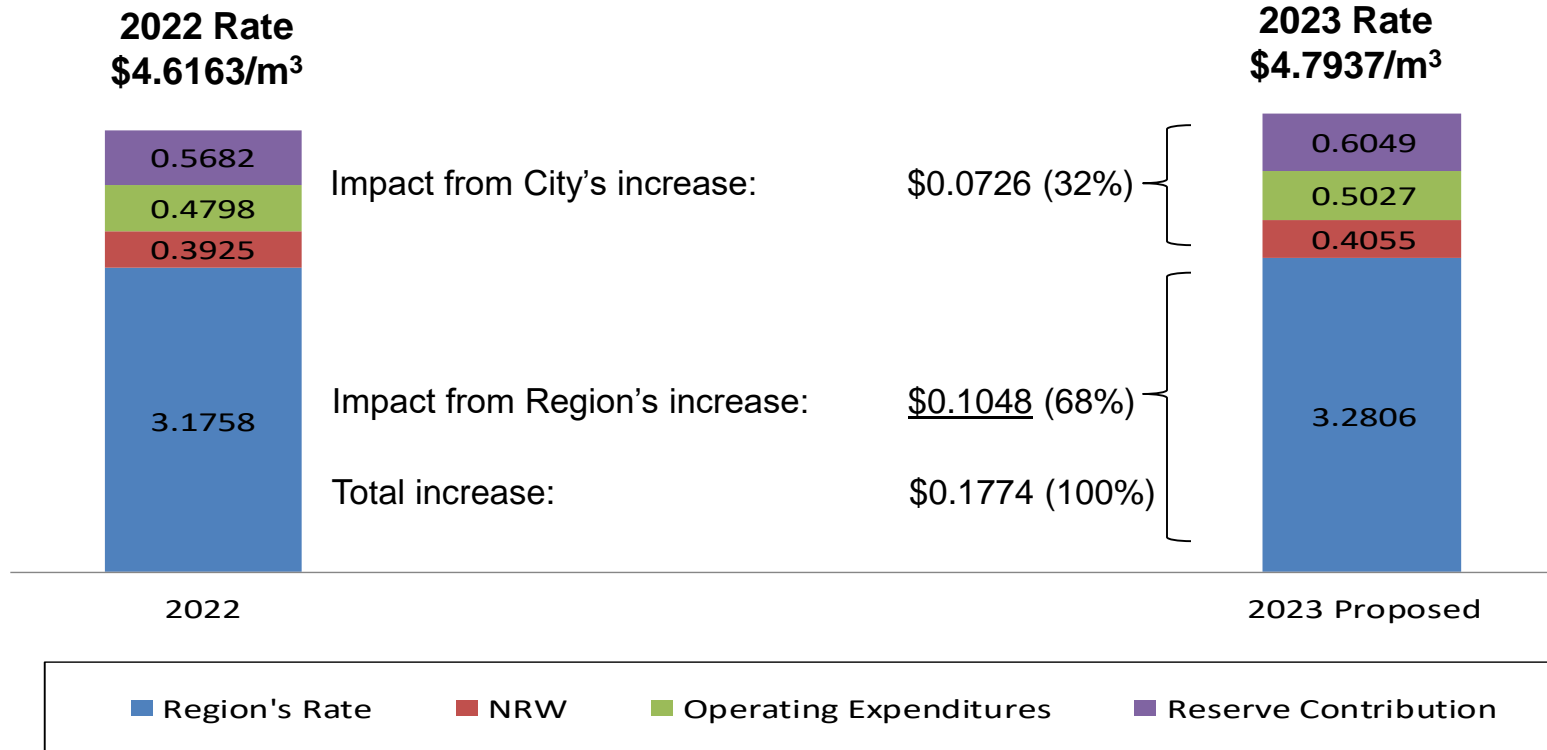 2022 Rate
$4.6163/m³
2023 Rate
$4.7937/m³
0.5682
0.4798
0.3925
3.1758
Impact from City’s increase: $0.0726 (32%)
Impact from Region’s increase: $0.1048 (68%)
Total increase: $0.1774 (100%)
0.6049
0.5027
0.4055
3.2806
2022
2023 Proposed
Region's Rate NRW Operating Expenditures Reserve Contribution